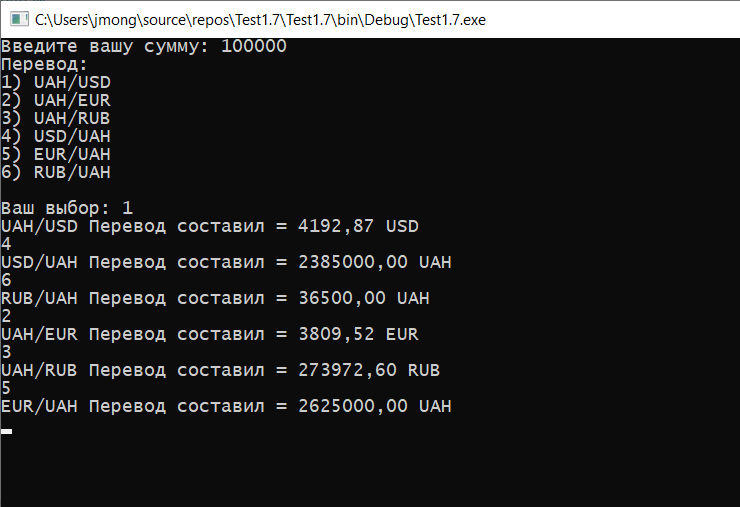 C:\Users\jmong\source\repos\Test1.7\Test1.7\bin\Debug\Test1.7.exe
Введите вашу сумму: 100000
Перевод:
1) UAH/USD
2) UAH/EUR
3) UAH/RUB
4) USD/UAH
5) EUR/UAH
6) RUB/UAH
Ваш выбор: 1
UAH/USD Перевод составил = 4192,87 USD
4
USD/UAH Перевод составил = 2385000,00 UAH
6
RUB/UAH Перевод составил = 36500,00 UAH
2
UAH/EUR Перевод составил = 3809,52 EUR
3
UAH/RUB Перевод составил = 273972,60 RUB
5
EUR/UAH Перевод составил = 2625000,00 UAH